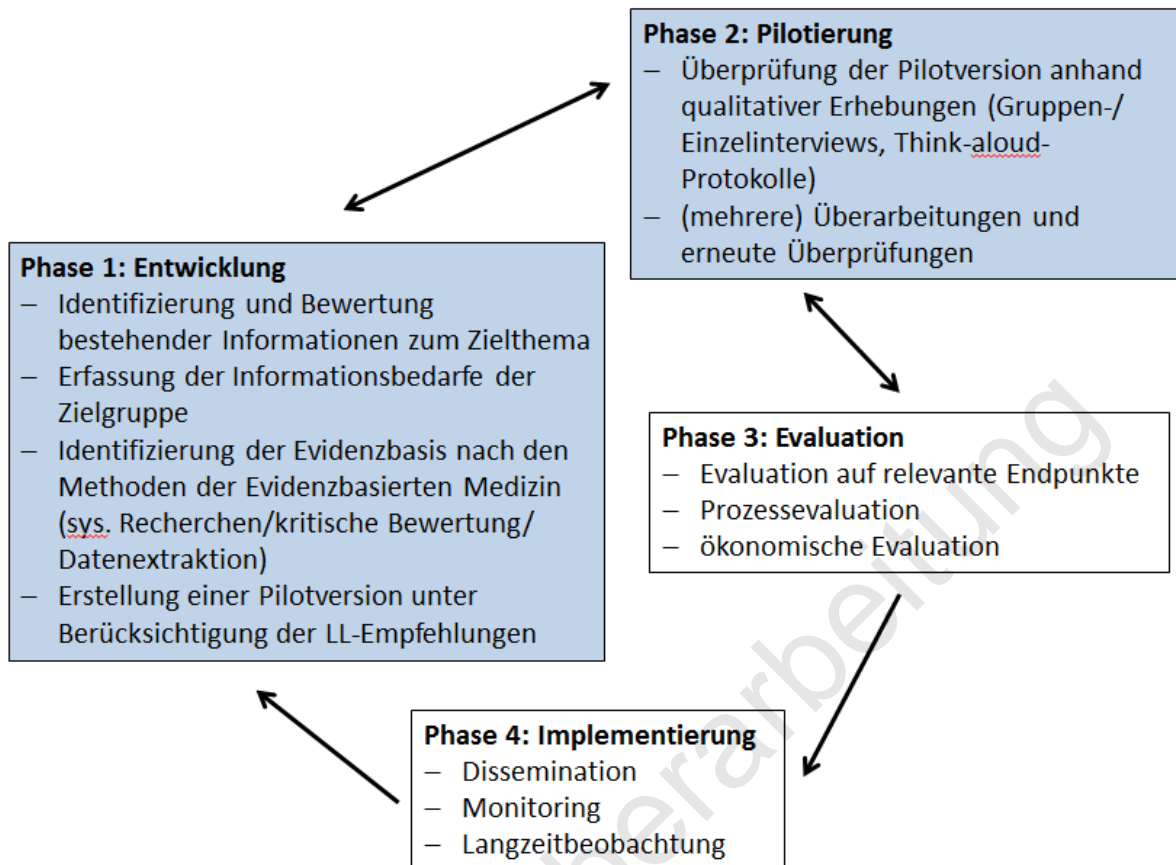 Phase 1: Entwicklung
– Identifizierung und Bewertung
bestehender Informationen zum Zielthema
– Erfassung der Informationsbedarfe der
Zielgruppe
– Identifizierung der Evidenzbasis nach den
Methoden der Evidenzbasierten Medizin
(sys. Recherchen/kritische Bewertung/
Datenextraktion)
– Erstellung einer Pilotversion unter
Berücksichtigung der LL-Empfehlungen
Phase 2: Pilotierung
– Überprüfung der Pilotversion anhand
qualitativer Erhebungen (Gruppen-/
Einzelinterviews, Think-aloud-
Protokolle)
– (mehrere) Überarbeitungen und
erneute Überprüfungen
Phase 3: Evaluation
– Evaluation auf relevante Endpunkte
– Prozessevaluation
– ökonomische Evaluation
Phase 4: Implementierung
– Dissemination
– Monitoring
– Langzeitbeobachtung
berarbeitung